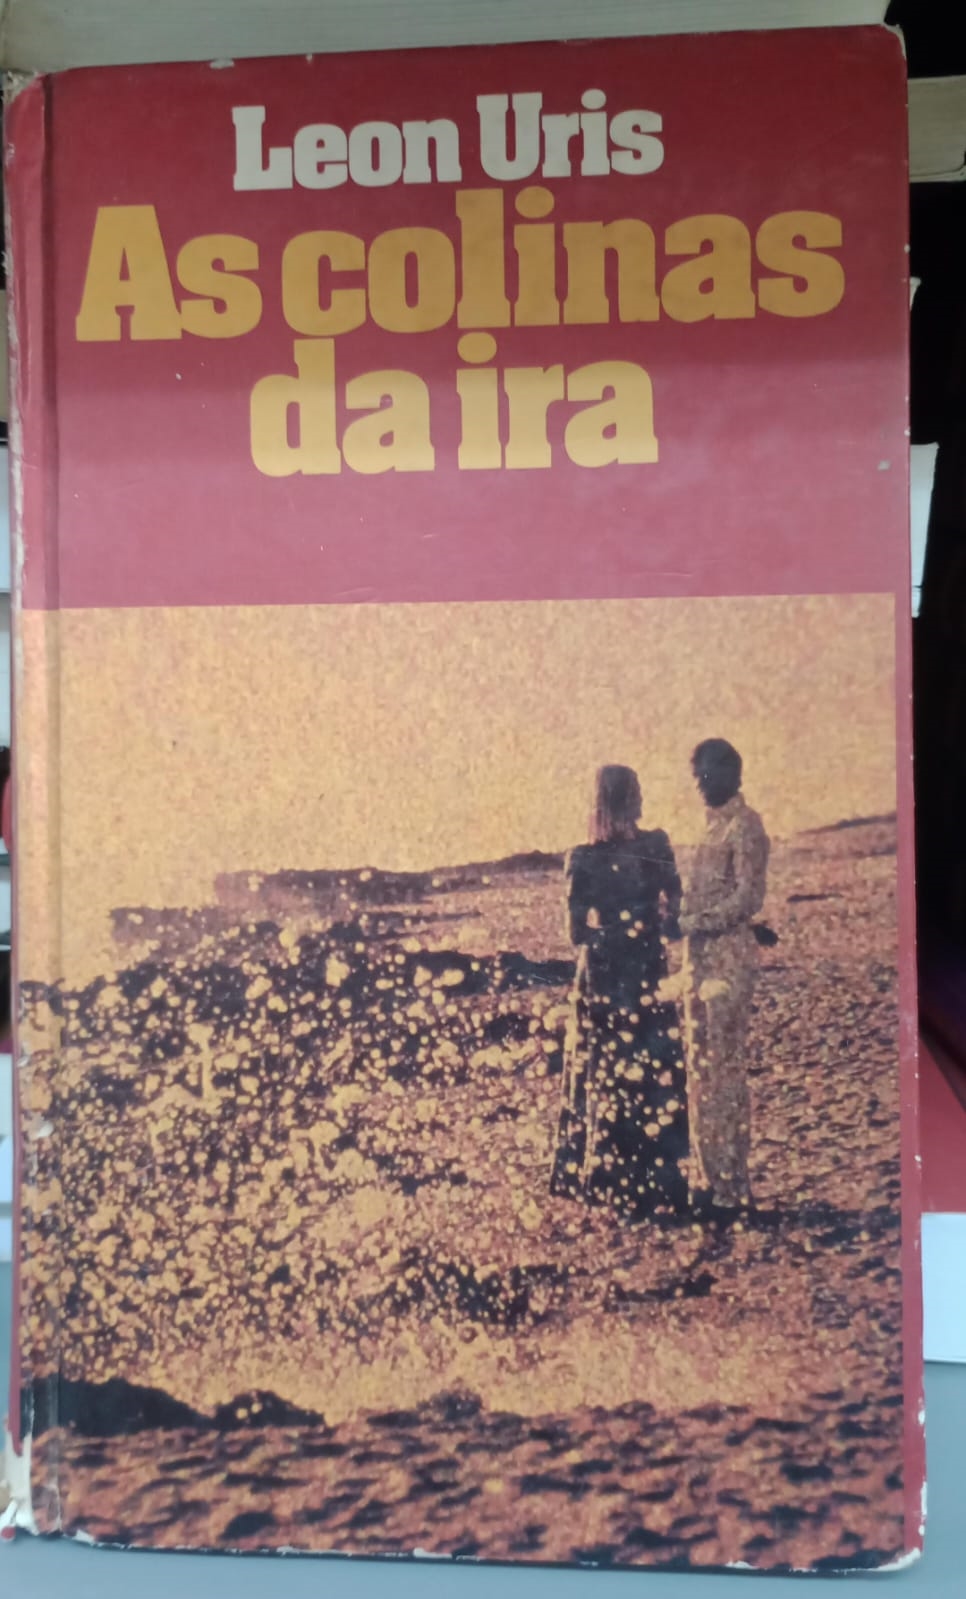 Leon Uris
As colinas
da ira